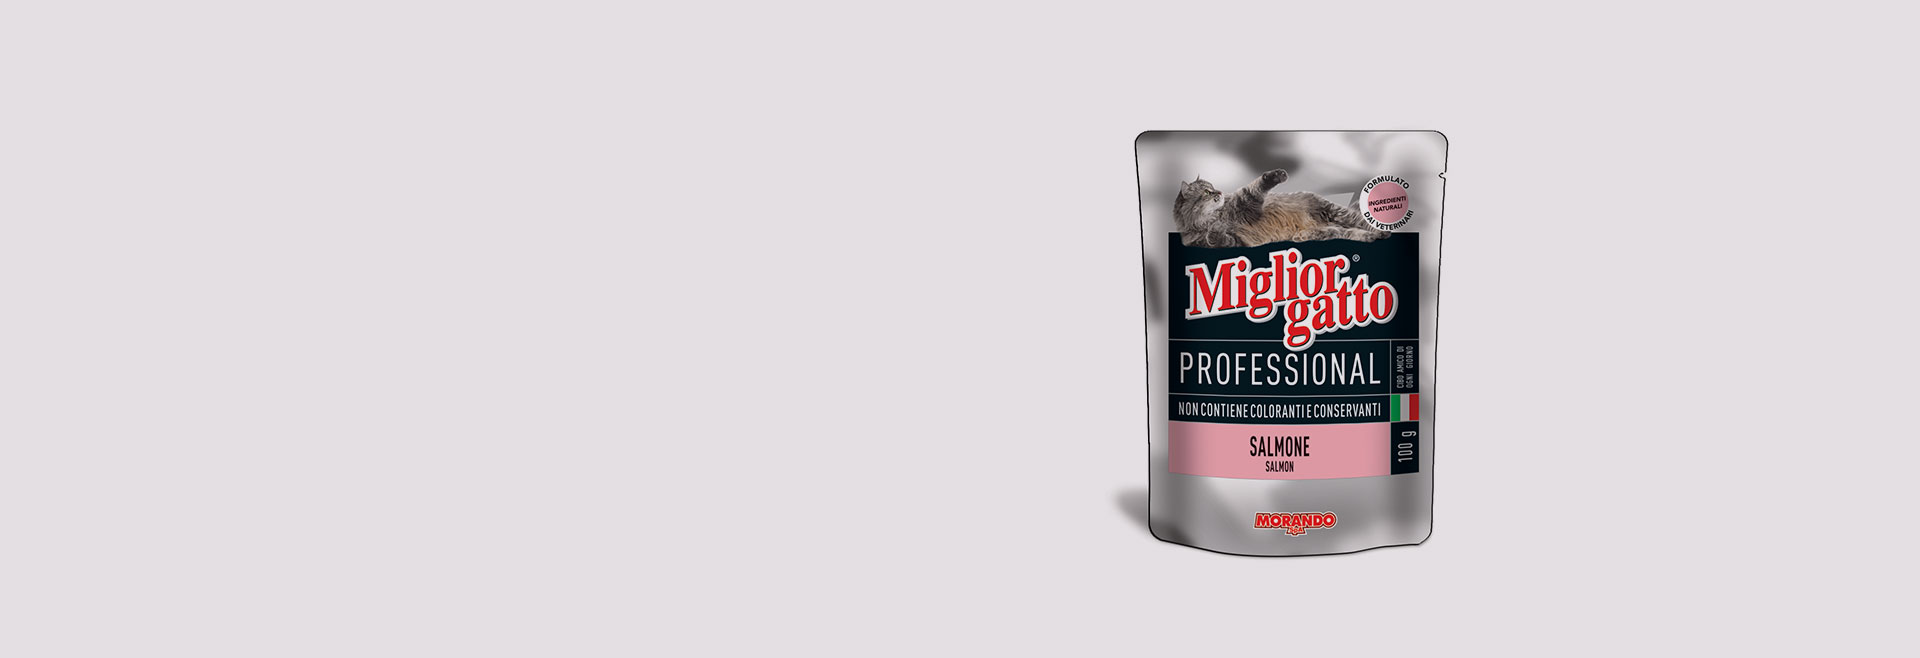 FORMULATO
INGREDIENTI
NATURALI
DAI VETERINARI
Miglior®
gatto
PROFESSIONAL
CIBO AMICO DI
OGNI GIORNO
NON CONTIENE COLORANTI E CONSERVANTI
SALMONE
SALMON
100 g
MORANDO